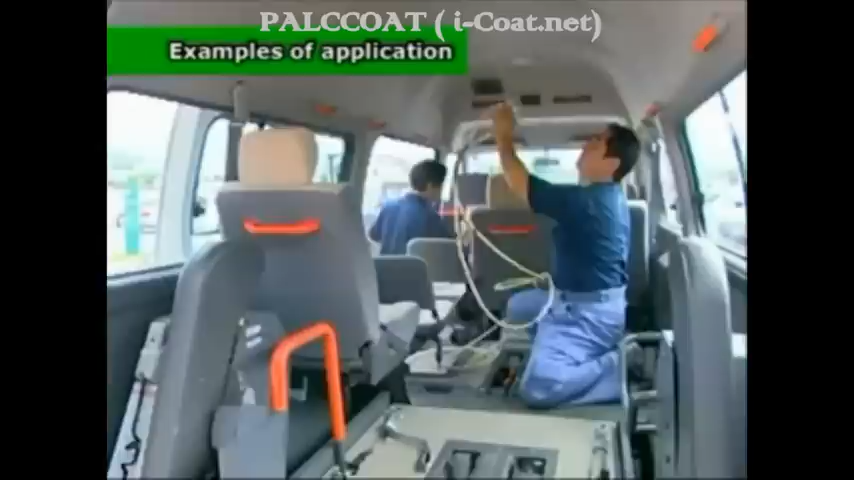 PALCCOAT ( i-Coat.net)
Examples of application